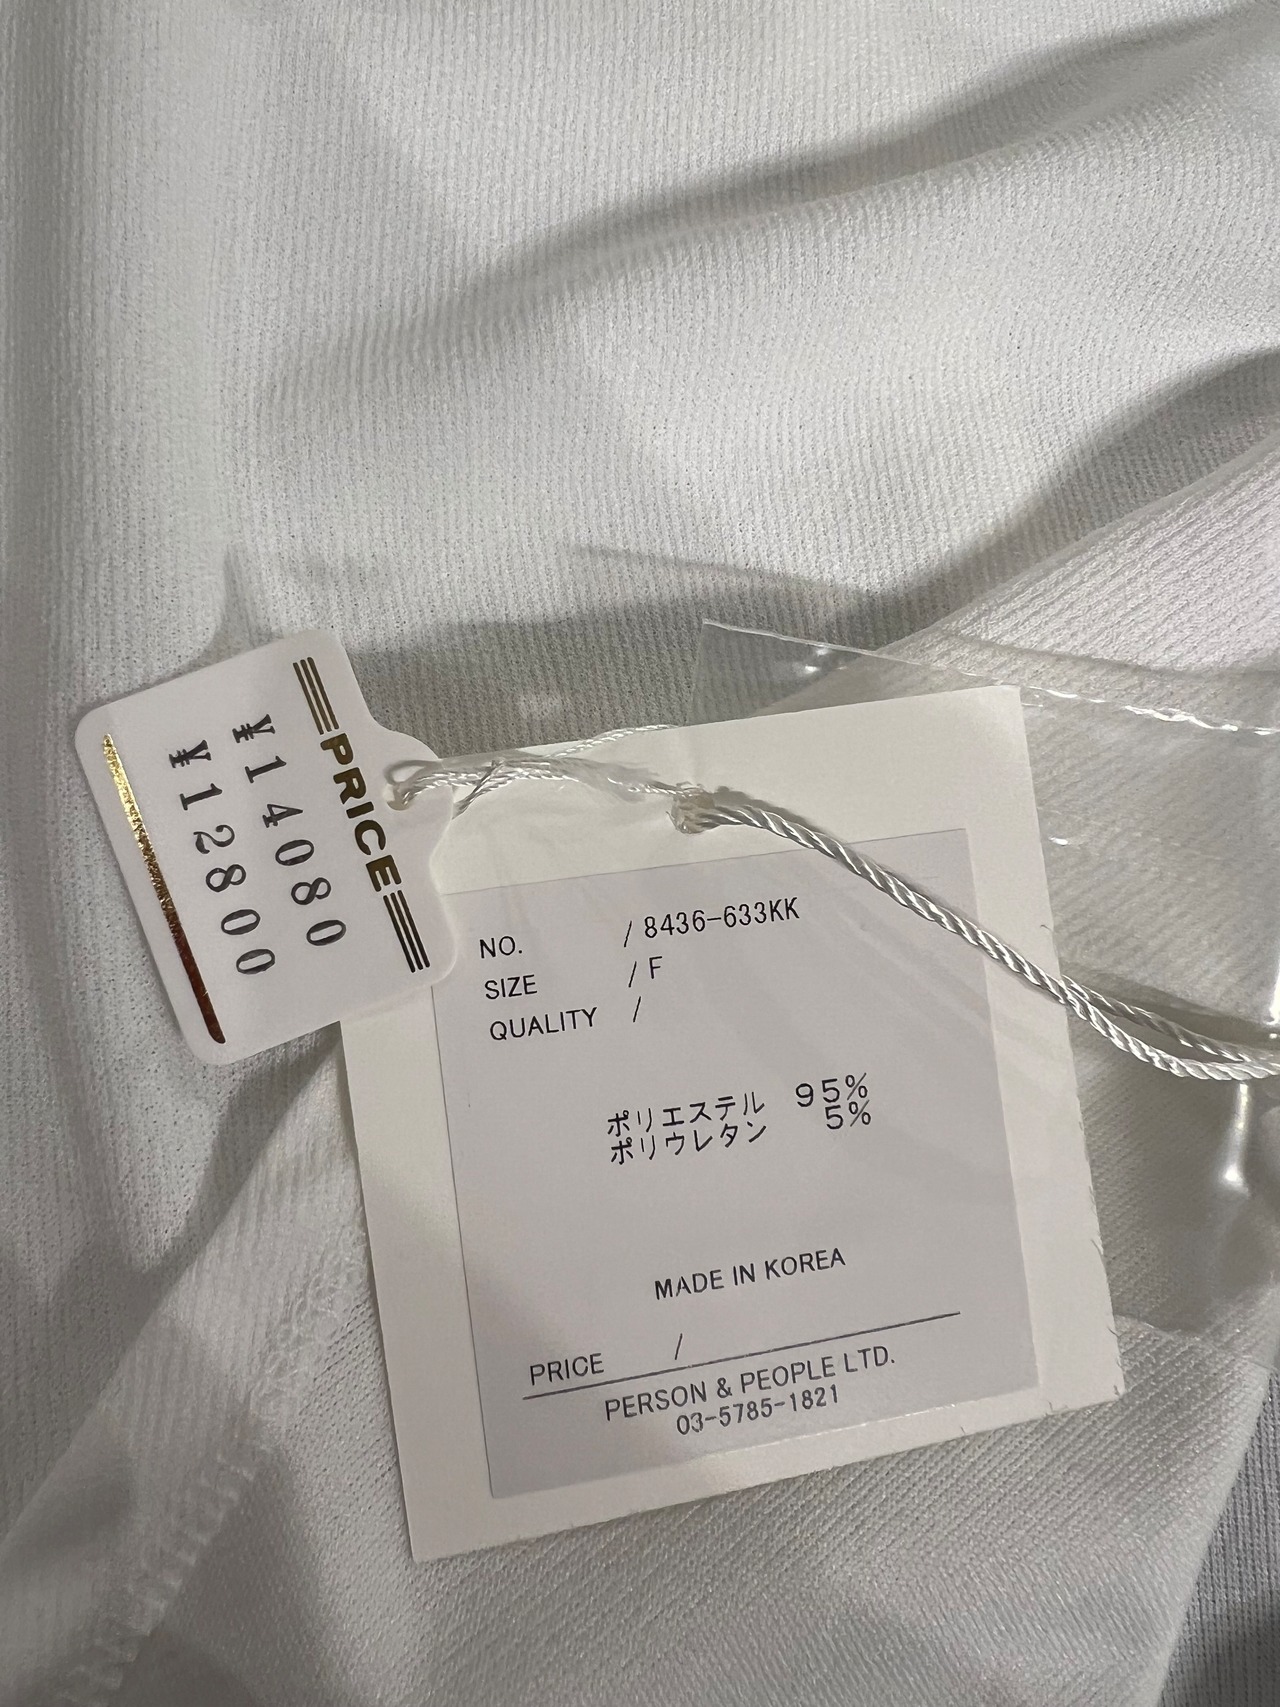 PRICE
¥14080
¥12800
NO. / 8436-633KK
SIZE / F
QUALITY /
ポリエステル 95%
ポリウレタン 5%
MADE IN KOREA
PRICE /
PERSON & PEOPLE LTD.
03-5785-1821